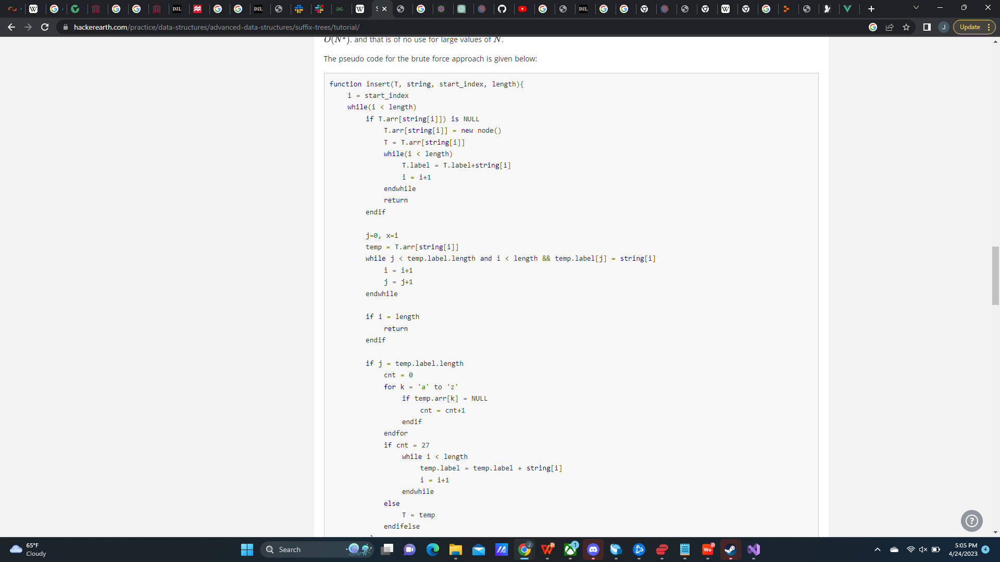 hackerearth.com/practice/data-structures/advanced-data-structures/suffix-trees/tutorial/
Update
O(N²), and that is of no use for large values of N.
The pseudo code for the brute force approach is given below:
function insert(T, string, start_index, length){
i = start_index
while(i < length)
if T.arr[string[i]]) is NULL
T.arr[string[i]] = new node()
T = T.arr[string[i]]
while(i < length)
T.label = T.label+string[i]
i = i+1
endwhile
return
endif
j=0, x=i
temp = T.arr[string[i]]
while j < temp.label.length and i < length && temp.label[j] = string[i]
i = i+1
j = j+1
endwhile
if i = length
return
endif
if j = temp.label.length
cnt = 0
for k = 'a' to 'z'
if temp.arr[k] = NULL
cnt = cnt+1
endif
endfor
if cnt = 27
while i < length
temp.label = temp.label + string[i]
i = i+1
endwhile
else
T = temp
endifelse
65°F
Cloudy
Search
5:05 PM
4/24/2023
4